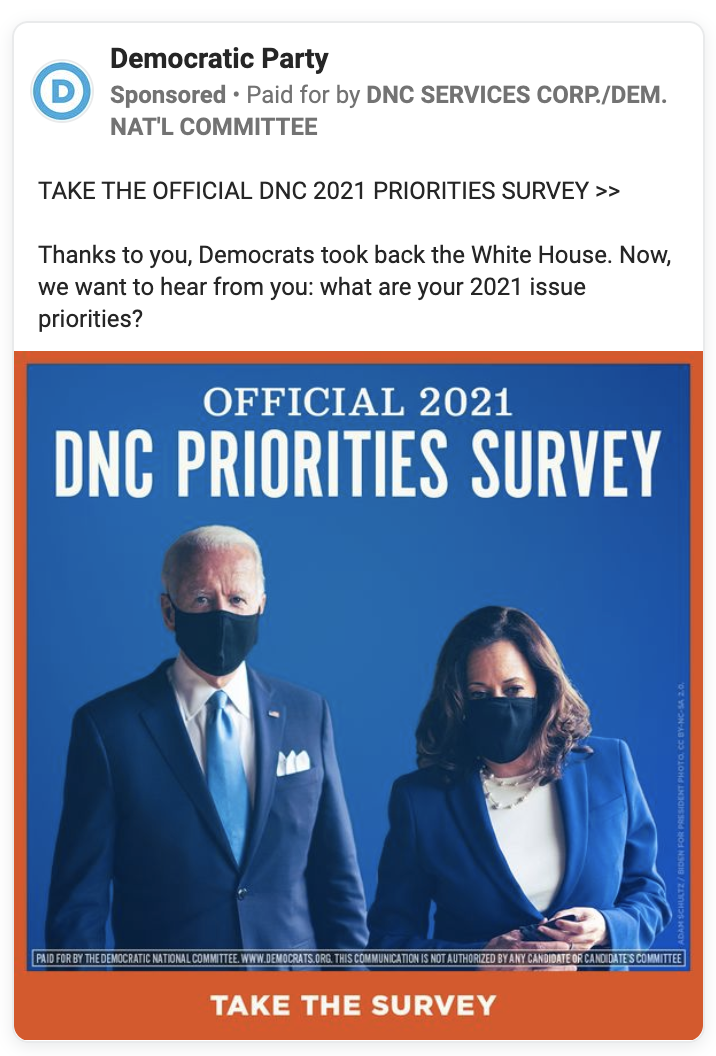 Democratic Party
Sponsored • Paid for by DNC SERVICES CORP./DEM.
NAT'L COMMITTEE
D
TAKE THE OFFICIAL DNC 2021 PRIORITIES SURVEY >>
Thanks to you, Democrats took back the White House. Now,
we want to hear from you: what are your 2021 issue
priorities?
OFFICIAL 2021
DNC PRIORITIES SURVEY
ADAM SCHULTZ / BIDEN FOR PRESIDENT PHOTO. CC BY-NC-SA 2.0.
PAID FOR BY THE DEMOCRATIC NATIONAL COMMITTEE. WWW.DEMOCRATS.ORG. THIS COMMUNICATION IS NOT AUTHORIZED BY ANY CANDIDATE OR CANDIDATE'S COMMITTEE
TAKE THE SURVEY